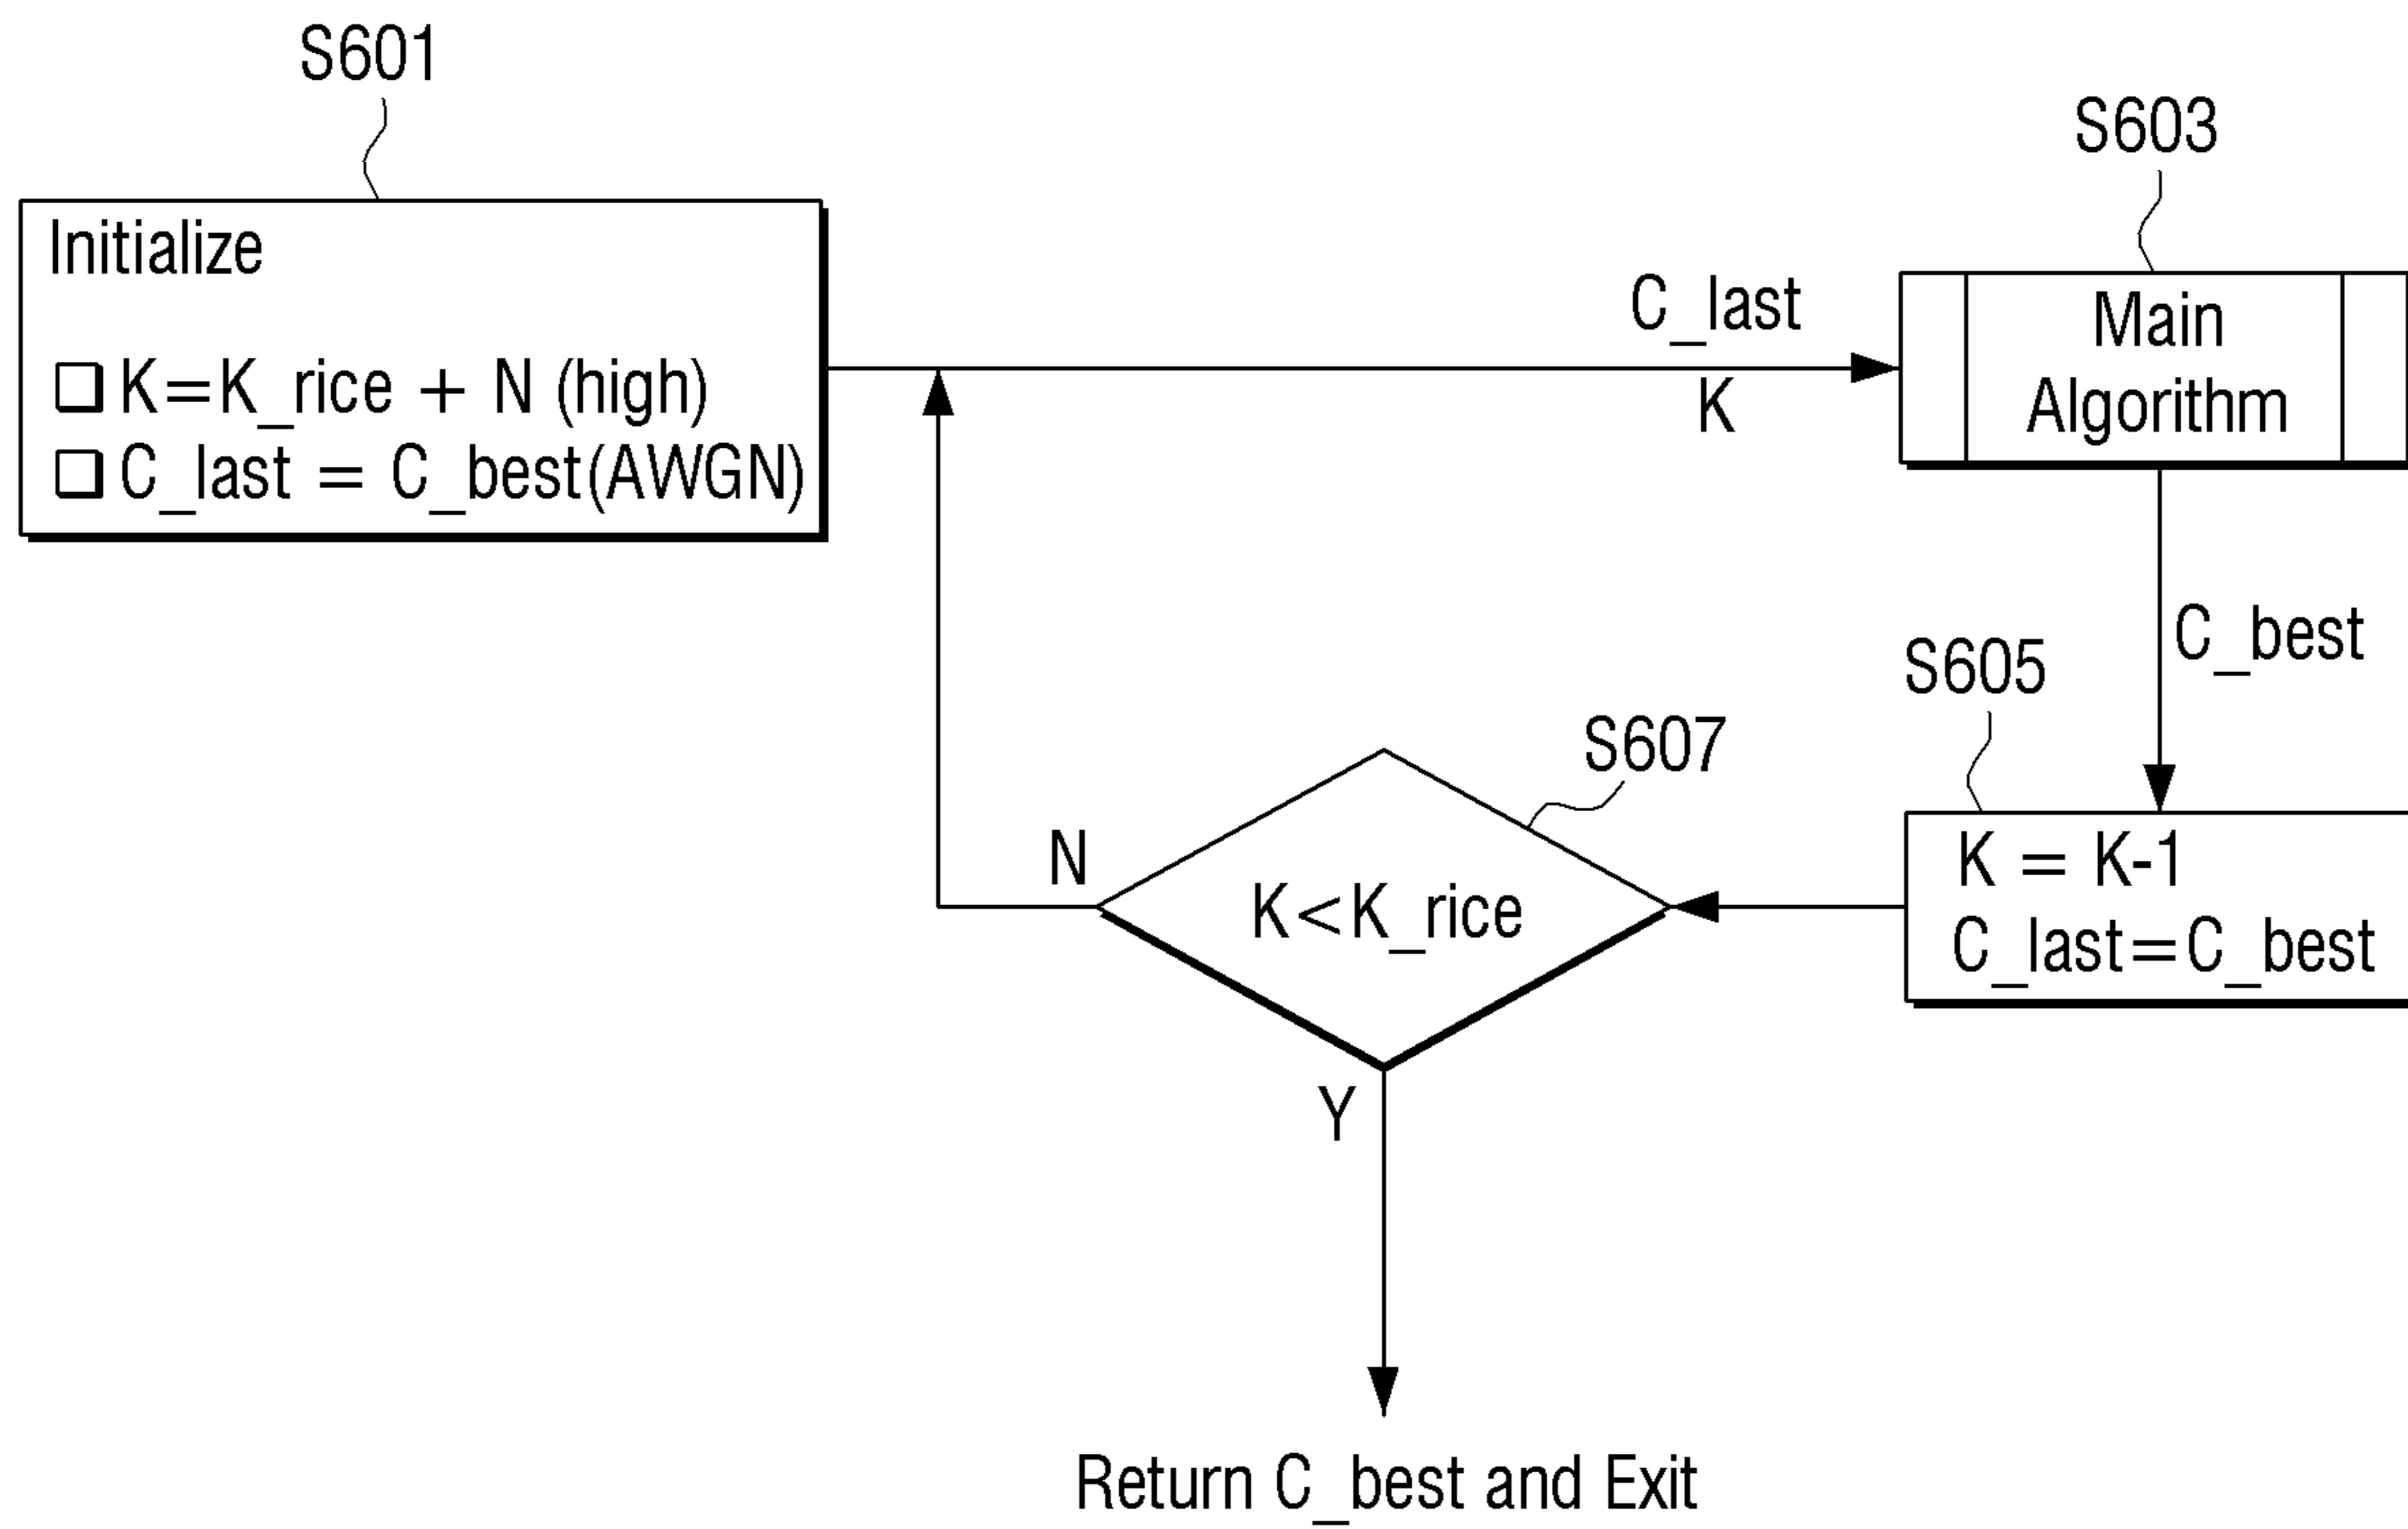 S601
Initialize
K=K_rice + N (high)
C_last = C_best(AWGN)
C_last
K
S603
Main
Algorithm
C_best
S605
K = K-1
C_last=C_best
S607
K<K_rice
N
Y
Return C_best and Exit